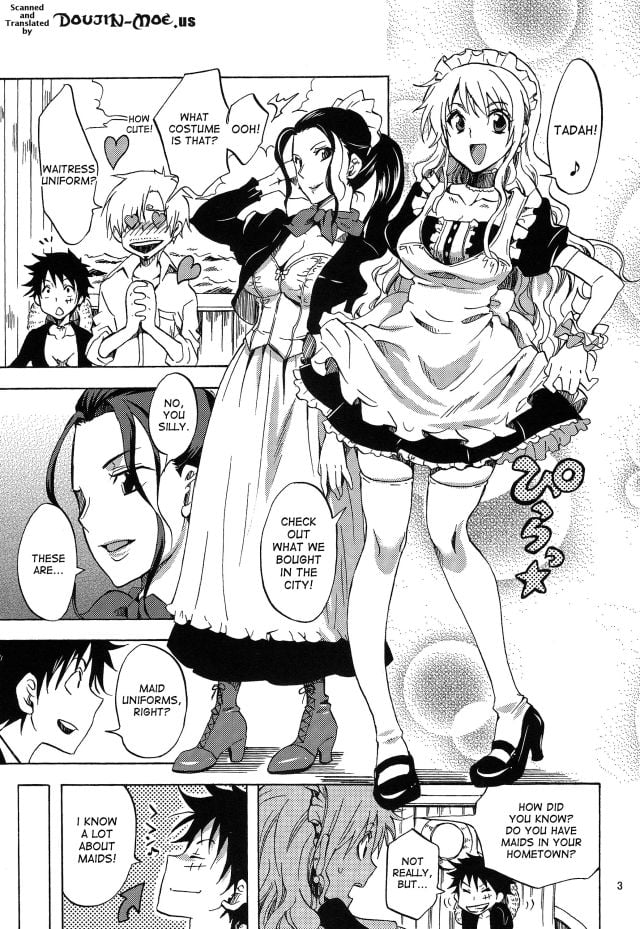 Scanned
and
Translated
by
DOUJIN-MOE.US
TADAH!
♪
OOH!
WHAT
COSTUME
IS THAT?
HOW
CUTE!
WAITRESS
UNIFORM?
CHECK
OUT
WHAT WE
BOUGHT
IN THE
CITY!
ぴらっ☆
NO,
YOU
SILLY.
THESE
ARE...
MAID
UNIFORMS,
RIGHT?
HOW DID
YOU KNOW?
DO YOU HAVE
MAIDS IN YOUR
HOMETOWN?
NOT
REALLY,
BUT...
I KNOW
A LOT
ABOUT
MAIDS!
3